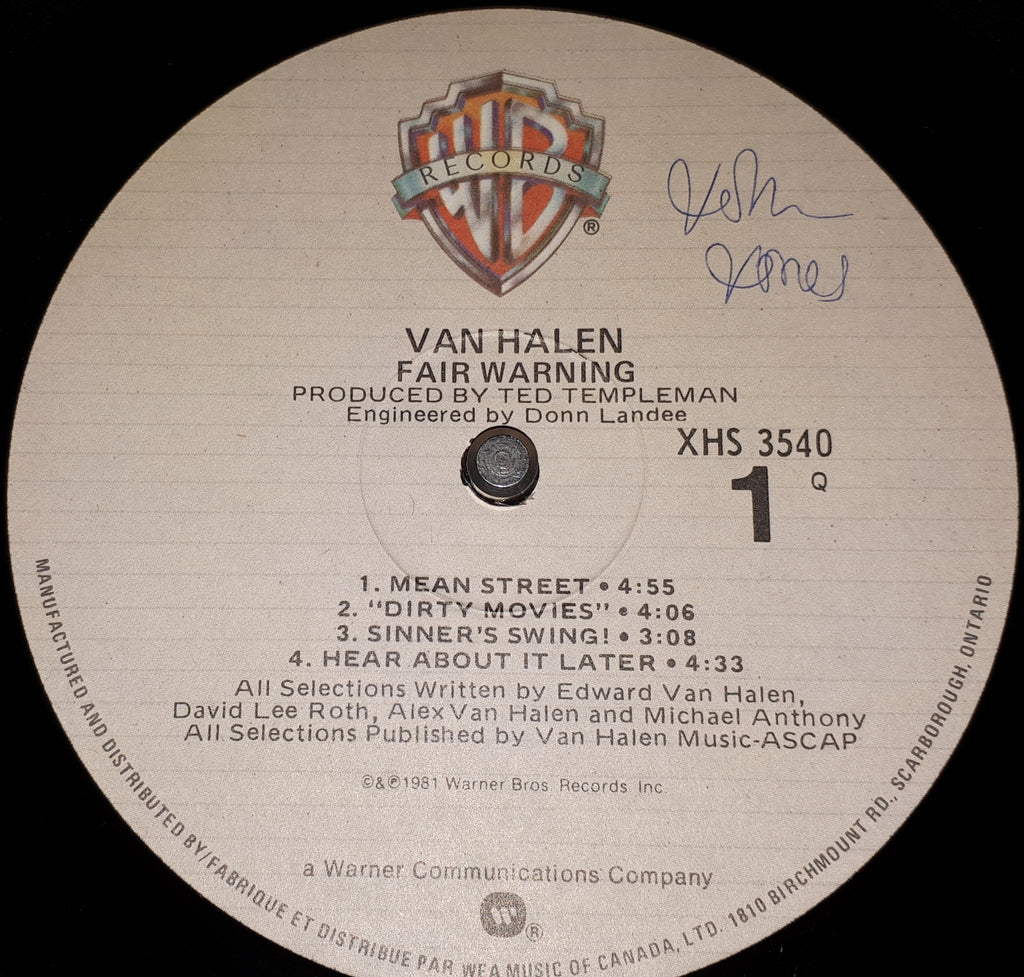 WB
RECORDS
®
John
Jones
VAN HALEN
FAIR WARNING
PRODUCED BY TED TEMPLEMAN
Engineered by Donn Landee
XHS 3540
1 Q
1. MEAN STREET • 4:55
2. "DIRTY MOVIES" • 4:06
3. SINNER'S SWING! • 3:08
4. HEAR ABOUT IT LATER • 4:33
All Selections Written by Edward Van Halen,
David Lee Roth, Alex Van Halen and Michael Anthony
All Selections Published by Van Halen Music-ASCAP
©&℗1981 Warner Bros. Records Inc.
a Warner Communications Company
W ®
MANUFACTURED AND DISTRIBUTED BY/FABRIQUE ET DISTRIBUE PAR WEA MUSIC OF CANADA, LTD. 1810 BIRCHMOUNT RD., SCARBOROUGH, ONTARIO